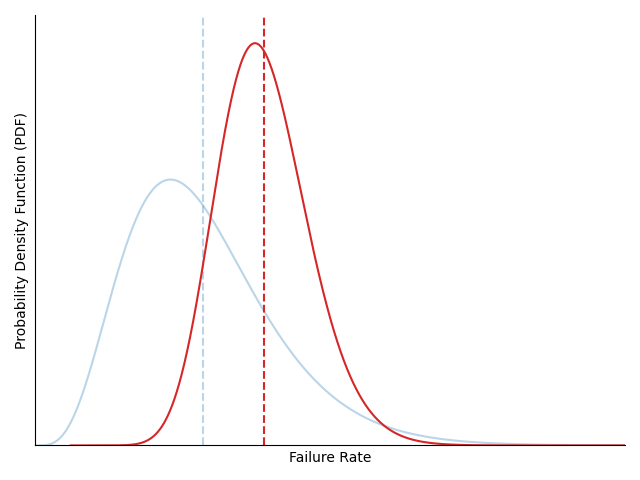 Probability Density Function (PDF)
Failure Rate